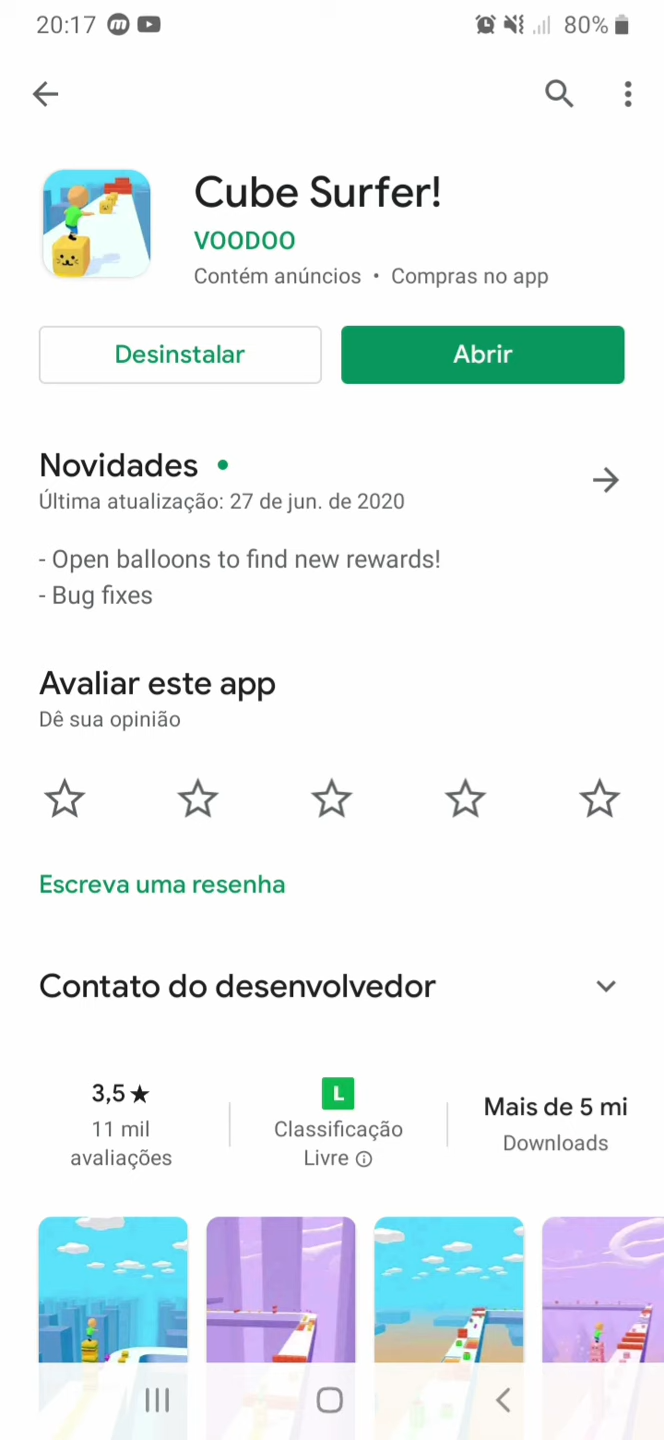 20:17
80%
Cube Surfer!
VOODOO
Contém anúncios • Compras no app
Desinstalar
Abrir
Novidades
Última atualização: 27 de jun. de 2020
- Open balloons to find new rewards!
- Bug fixes
Avaliar este app
Dê sua opinião
Escreva uma resenha
Contato do desenvolvedor
3,5★
11 mil
avaliações
L
Classificação
Livre
Mais de 5 mi
Downloads